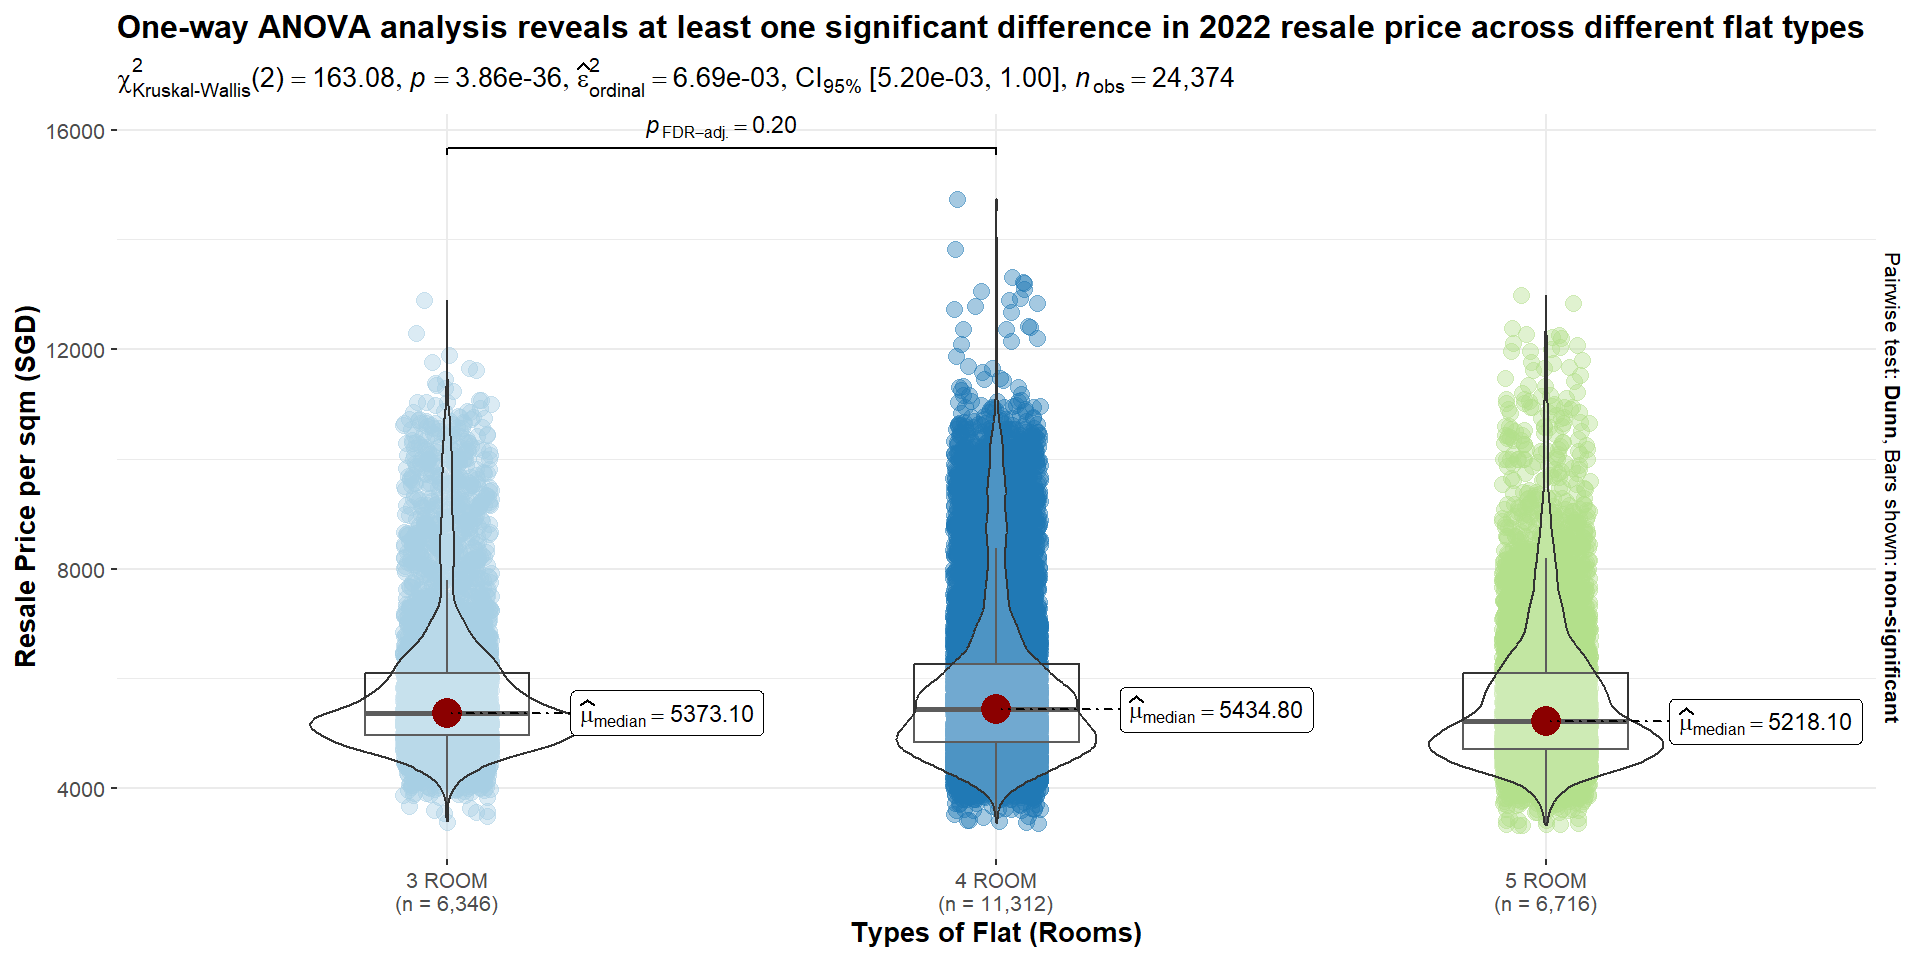 One-way ANOVA analysis reveals at least one significant difference in 2022 resale price across different flat types
χ²Kruskal-Wallis(2) = 163.08, p = 3.86e-36, ε̂²ordinal = 6.69e-03, CI95% [5.20e-03, 1.00], nobs = 24,374
pFDR–adj. = 0.20
16000
12000
8000
4000
Resale Price per sqm (SGD)
μ̂median = 5373.10
μ̂median = 5434.80
μ̂median = 5218.10
Pairwise test: Dunn, Bars shown: non-significant
3 ROOM
(n = 6,346)
4 ROOM
(n = 11,312)
5 ROOM
(n = 6,716)
Types of Flat (Rooms)